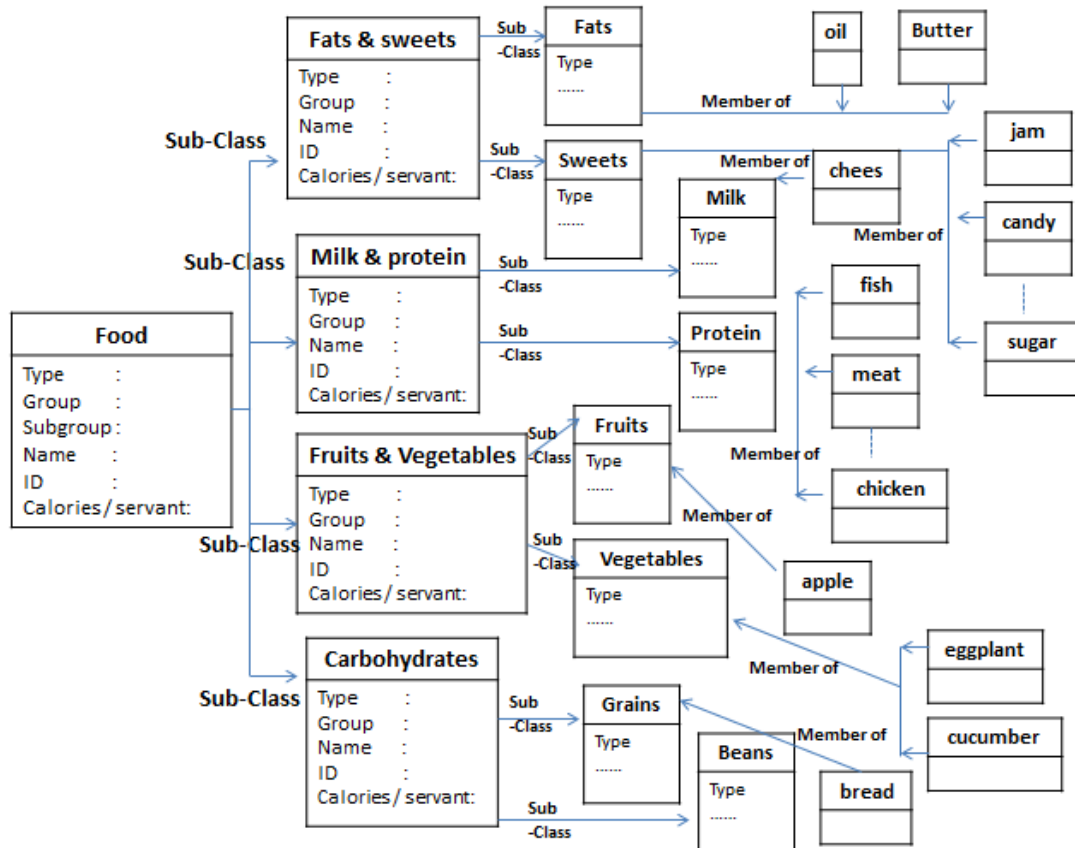 Food
Type :
Group :
Subgroup :
Name :
ID :
Calories/ servant:
Sub-Class
Sub-Class
Sub-Class
Sub-Class
Fats & sweets
Type :
Group :
Name :
ID :
Calories/ servant:
Sub
-Class
Sub
-Class
Fats
Type
......
Sweets
Type
......
Member of
oil
Butter
Member of
jam
candy
sugar
Milk & protein
Type :
Group :
Name :
ID :
Calories/ servant:
Sub
-Class
Sub
-Class
Milk
Type
......
Member of
chees
Protein
Type
......
Member of
fish
meat
chicken
Fruits & Vegetables
Type :
Group :
Name :
ID :
Calories/ servant:
Sub
-Class
Sub
-Class
Fruits
Type
......
Member of
apple
Vegetables
Type
......
Member of
eggplant
cucumber
Carbohydrates
Type :
Group :
Name :
ID :
Calories/ servant:
Sub
-Class
Sub
-Class
Grains
Type
......
Member of
bread
Beans
Type
......